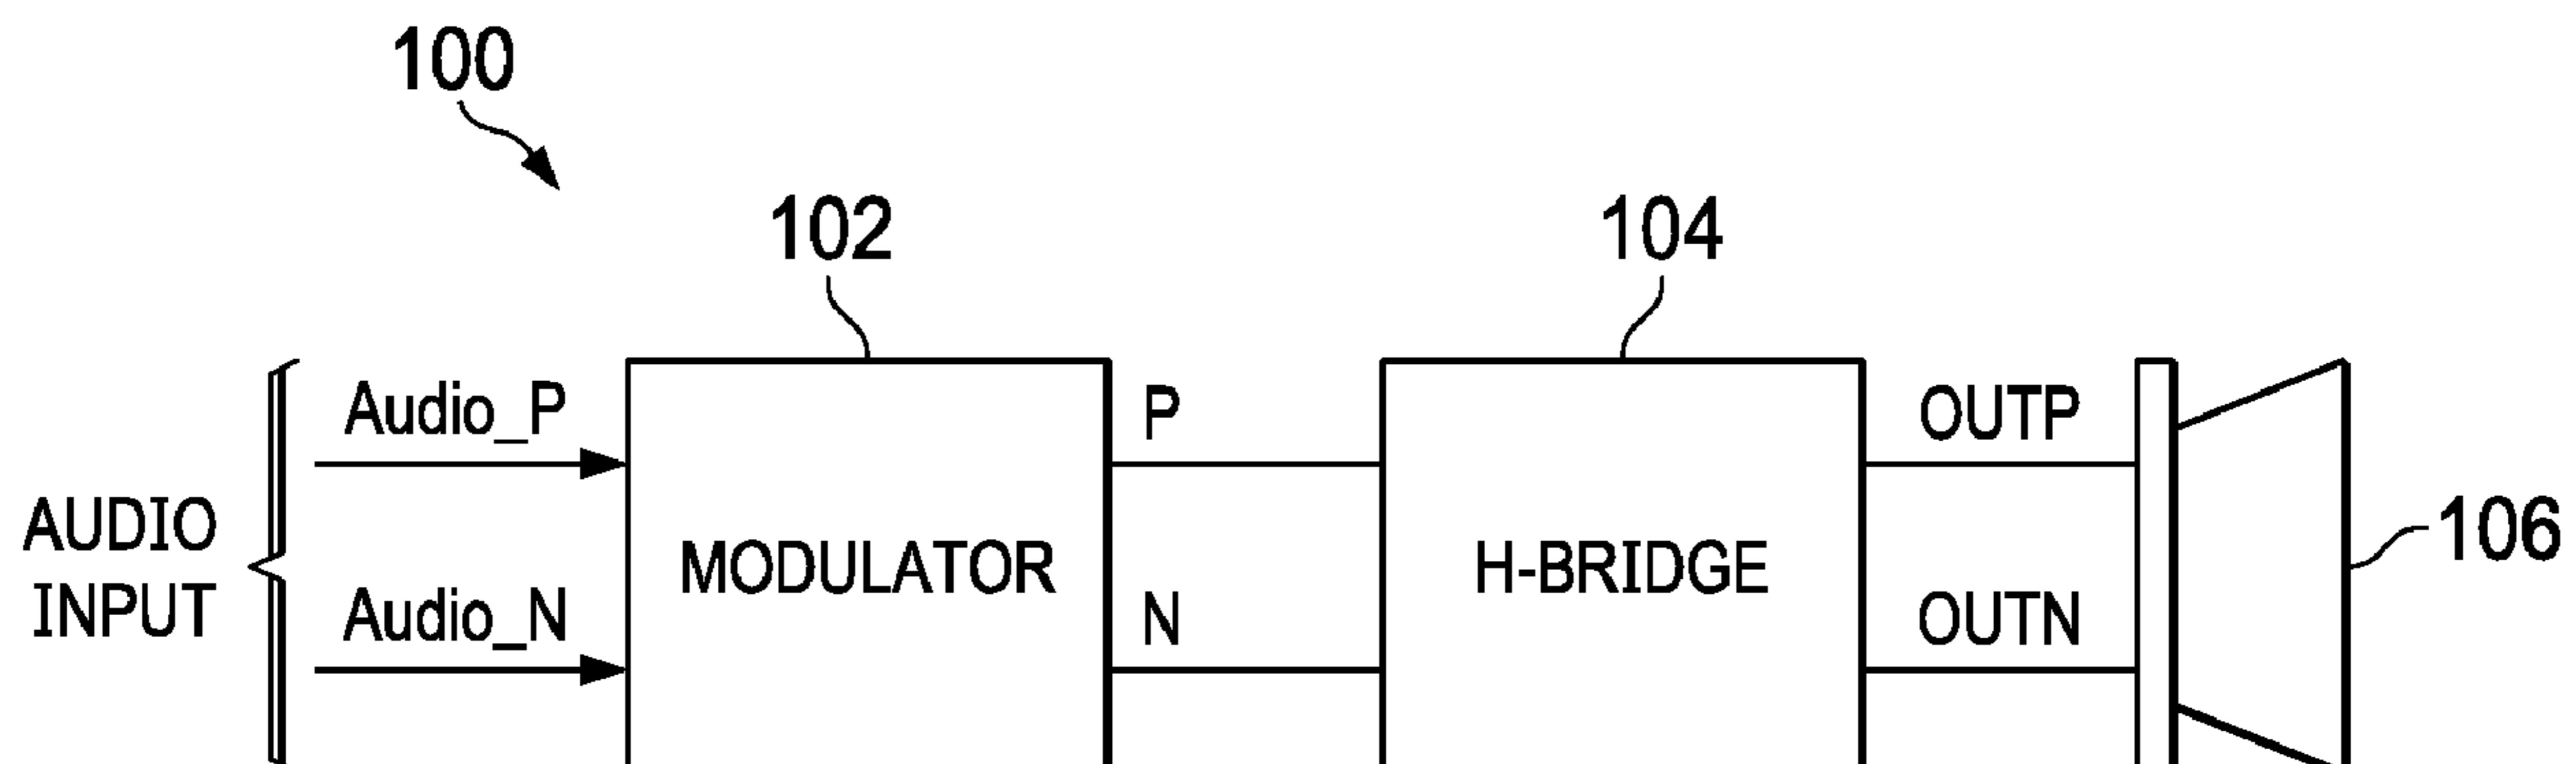 100
102
104
Audio_P
P
OUTP
AUDIO
INPUT
MODULATOR
H-BRIDGE
106
Audio_N
N
OUTN